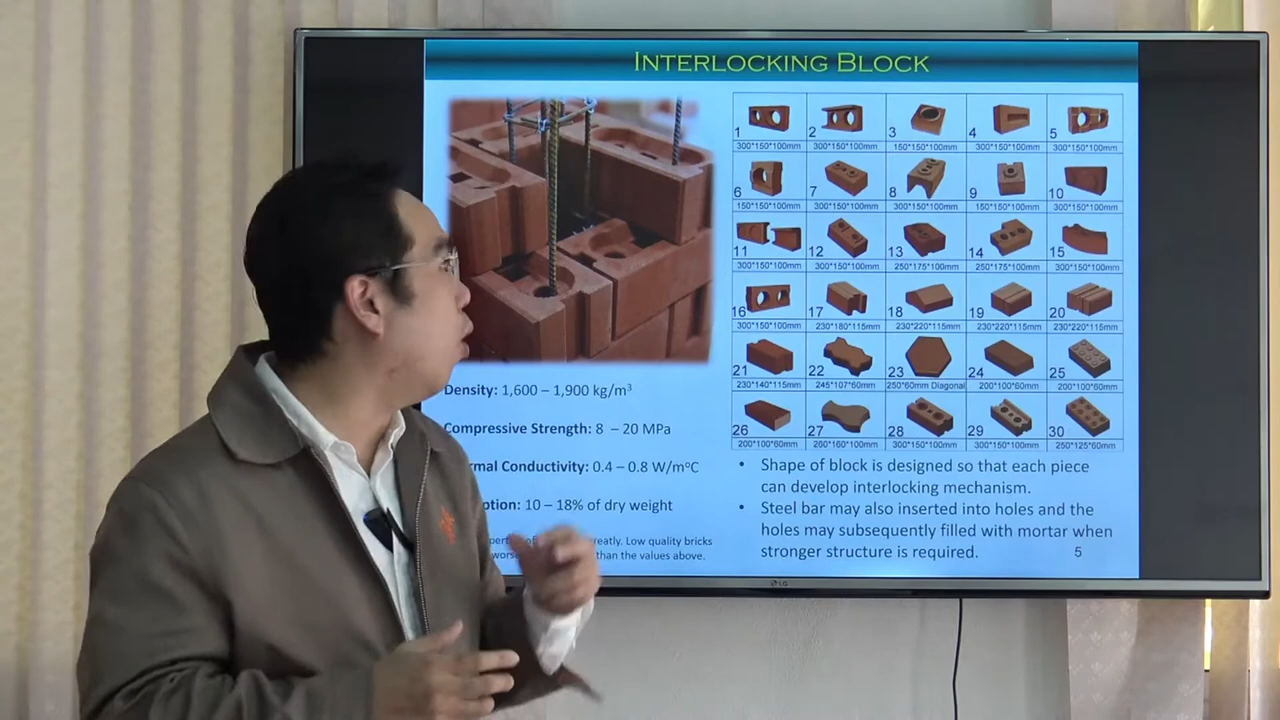 INTERLOCKING BLOCK
1 2 3 4 5
300*150*100mm 300*150*100mm 150*150*100mm 300*150*100mm 300*150*100mm
6 7 8 9 10
150*150*100mm 300*150*100mm 300*150*100mm 150*150*100mm 300*150*100mm
11 12 13 14 15
300*150*100mm 300*150*100mm 250*175*100mm 250*175*100mm 300*150*100mm
16 17 18 19 20
300*150*100mm 230*180*115mm 230*220*115mm 230*220*115mm 230*220*115mm
21 22 23 24 25
230*140*115mm 245*107*60mm 250*60mm Diagonal 200*100*60mm 200*100*60mm
26 27 28 29 30
200*100*60mm 260*160*100mm 300*150*100mm 300*150*100mm 250*125*60mm
Density: 1,600 – 1,900 kg/m³
Compressive Strength: 8 – 20 MPa
Conductivity: 0.4 – 0.8 W/m°C
10 – 18% of dry weight
greatly. Low quality bricks
than the values above.
• Shape of block is designed so that each piece
can develop interlocking mechanism.
• Steel bar may also inserted into holes and the
holes may subsequently filled with mortar when
stronger structure is required.
5
LG